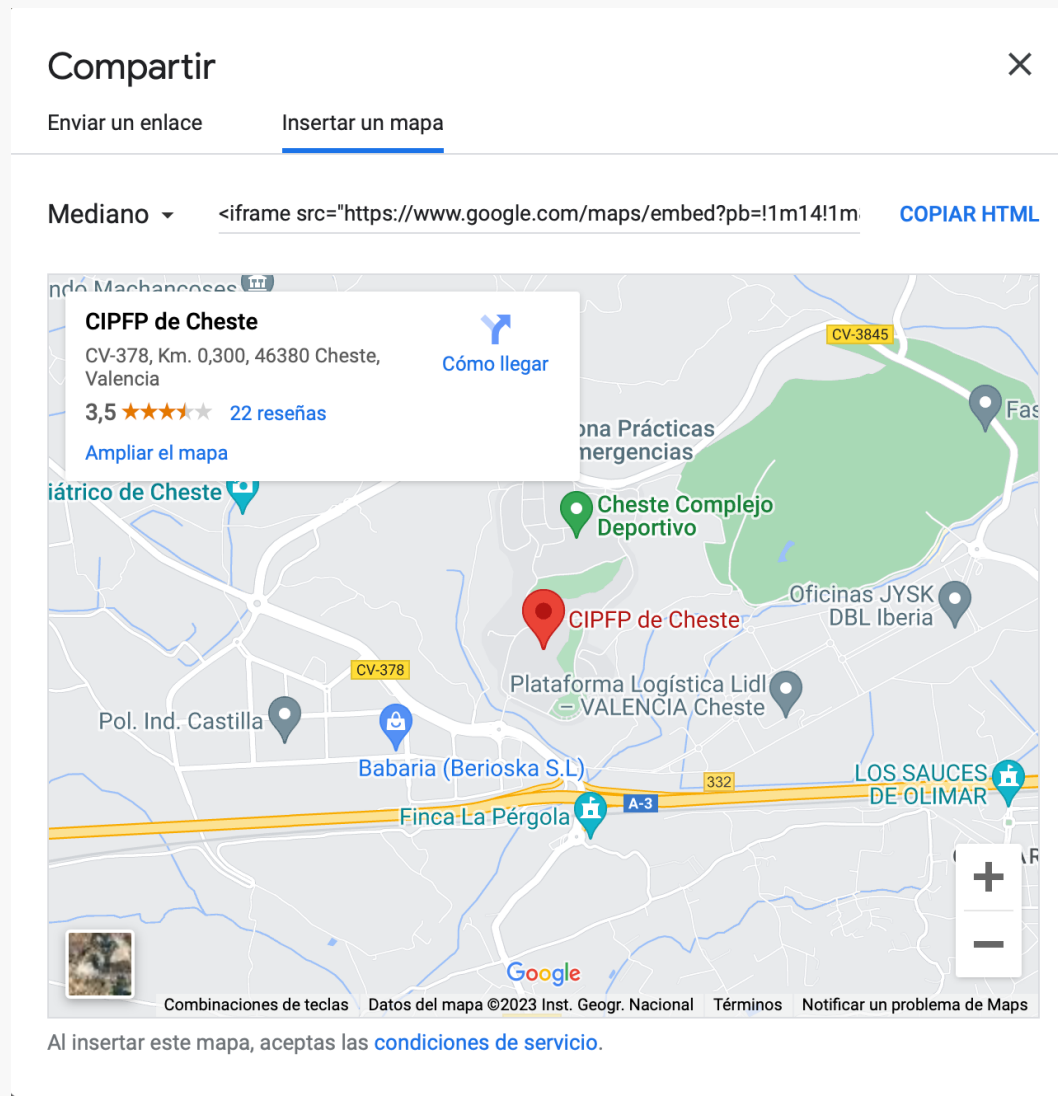 Compartir
Enviar un enlace
Insertar un mapa
Mediano
<iframe src="https://www.google.com/maps/embed?pb=!1m14!1m
COPIAR HTML
ndó Machancoses
CIPFP de Cheste
CV-378, Km. 0,300, 46380 Cheste,
Valencia
Cómo llegar
3,5
22 reseñas
Ampliar el mapa
CV-3845
Fas
ona Prácticas
mergencias
iátrico de Cheste
Cheste Complejo
Deportivo
Oficinas JYSK
DBL Iberia
CIPFP de Cheste
CV-378
Plataforma Logística Lidl
– VALENCIA Cheste
Pol. Ind. Castilla
Babaria (Berioska S.L)
LOS SAUCES
DE OLIMAR
332
A-3
Finca La Pérgola
Google
Combinaciones de teclas
Datos del mapa ©2023 Inst. Geogr. Nacional
Términos
Notificar un problema de Maps
Al insertar este mapa, aceptas las condiciones de servicio.